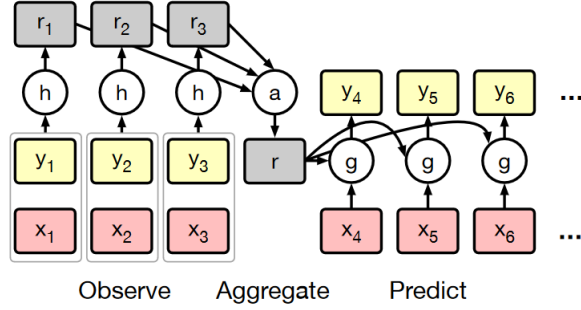 r1 r2 r3
h h h a
y4 y5 y6 ...
y1 y2 y3 r g g g
x1 x2 x3 x4 x5 x6 ...
Observe Aggregate Predict